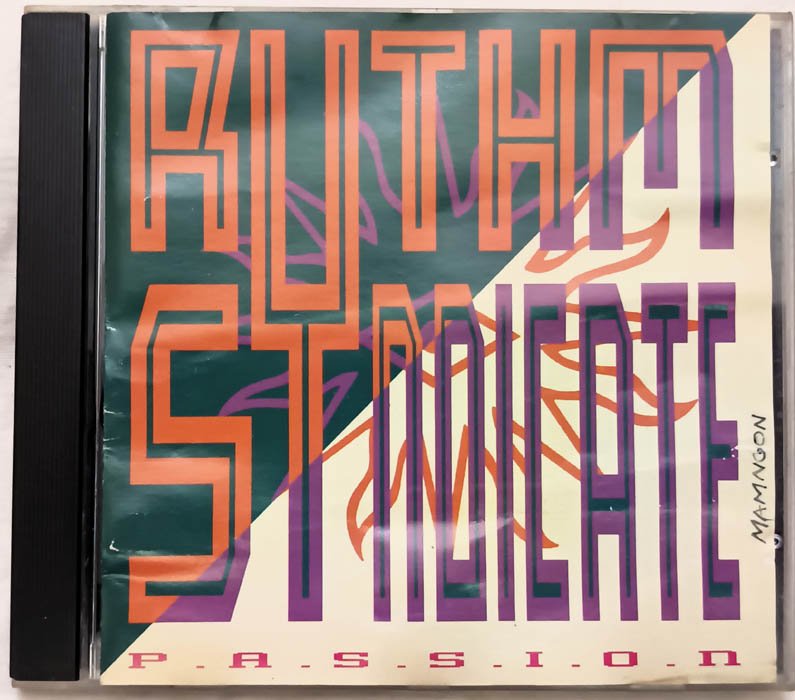 RYTHM
SYNDICATE
MAMNGON
P.A.S.S.I.O.N